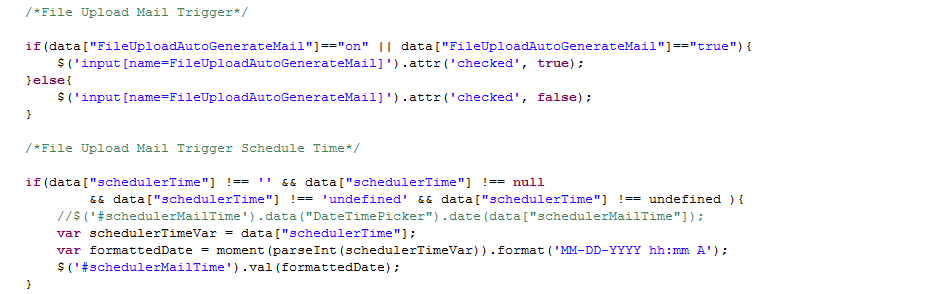 /*File Upload Mail Trigger*/
if(data["FileUploadAutoGenerateMail"]=="on" || data["FileUploadAutoGenerateMail"]=="true"){
$('input[name=FileUploadAutoGenerateMail]').attr('checked', true);
}else{
$('input[name=FileUploadAutoGenerateMail]').attr('checked', false);
}
/*File Upload Mail Trigger Schedule Time*/
if(data["schedulerTime"] !== '' && data["schedulerTime"] !== null
&& data["schedulerTime"] !== 'undefined' && data["schedulerTime"] !== undefined ){
//$('#schedulerMailTime').data("DateTimePicker").date(data["schedulerMailTime"]);
var schedulerTimeVar = data["schedulerTime"];
var formattedDate = moment(parseInt(schedulerTimeVar)).format('MM-DD-YYYY hh:mm A');
$('#schedulerMailTime').val(formattedDate);
}